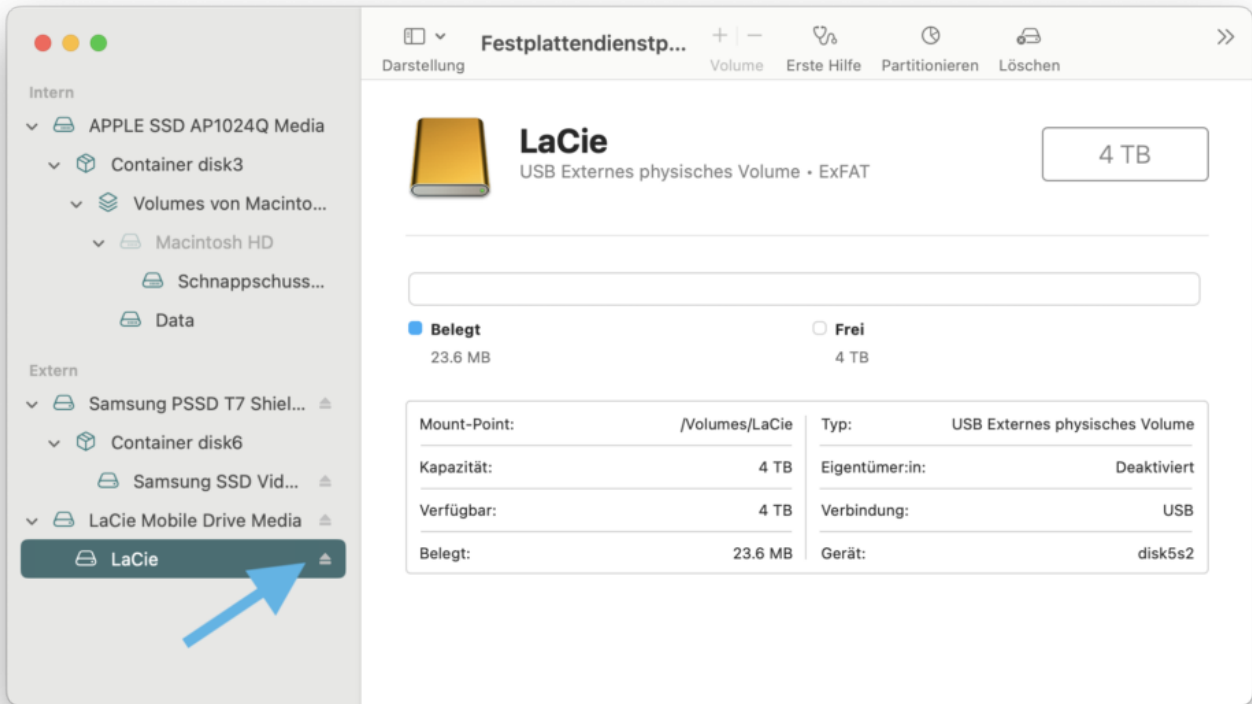 Festplattendienstp...
Darstellung
Volume
Erste Hilfe
Partitionieren
Löschen
Intern
APPLE SSD AP1024Q Media
Container disk3
Volumes von Macinto...
Macintosh HD
Schnappschuss...
Data
Extern
Samsung PSSD T7 Shiel...
Container disk6
Samsung SSD Vid...
LaCie Mobile Drive Media
LaCie
LaCie
USB Externes physisches Volume • ExFAT
4 TB
Belegt
23.6 MB
Frei
4 TB
Mount-Point: /Volumes/LaCie
Kapazität: 4 TB
Verfügbar: 4 TB
Belegt: 23.6 MB
Typ: USB Externes physisches Volume
Eigentümer:in: Deaktiviert
Verbindung: USB
Gerät: disk5s2